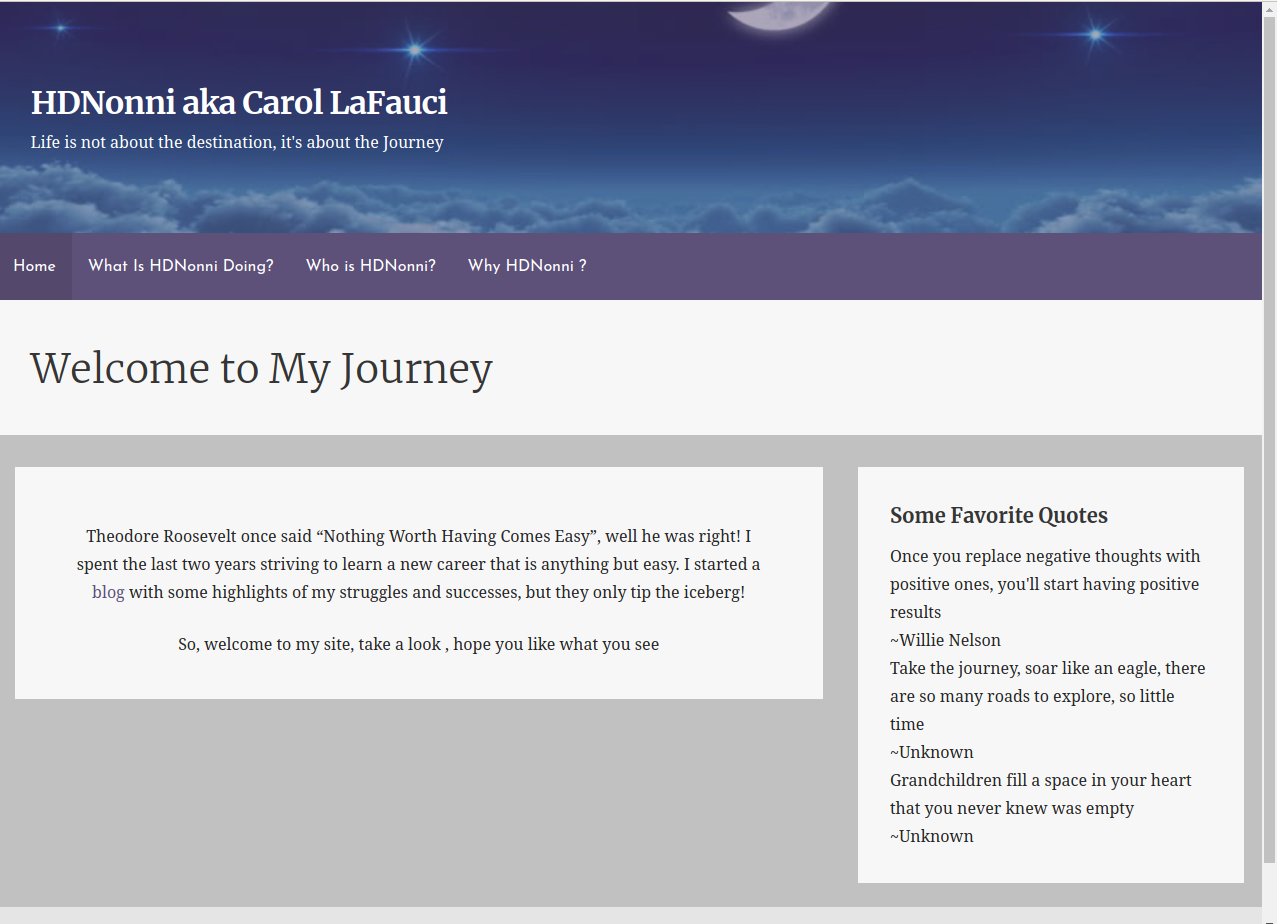 HDNonni aka Carol LaFauci
Life is not about the destination, it's about the Journey
Home
What Is HDNonni Doing?
Who is HDNonni?
Why HDNonni ?
Welcome to My Journey
Theodore Roosevelt once said “Nothing Worth Having Comes Easy”, well he was right! I
spent the last two years striving to learn a new career that is anything but easy. I started a
blog with some highlights of my struggles and successes, but they only tip the iceberg!
So, welcome to my site, take a look , hope you like what you see
Some Favorite Quotes
Once you replace negative thoughts with
positive ones, you'll start having positive
results
~Willie Nelson
Take the journey, soar like an eagle, there
are so many roads to explore, so little
time
~Unknown
Grandchildren fill a space in your heart
that you never knew was empty
~Unknown